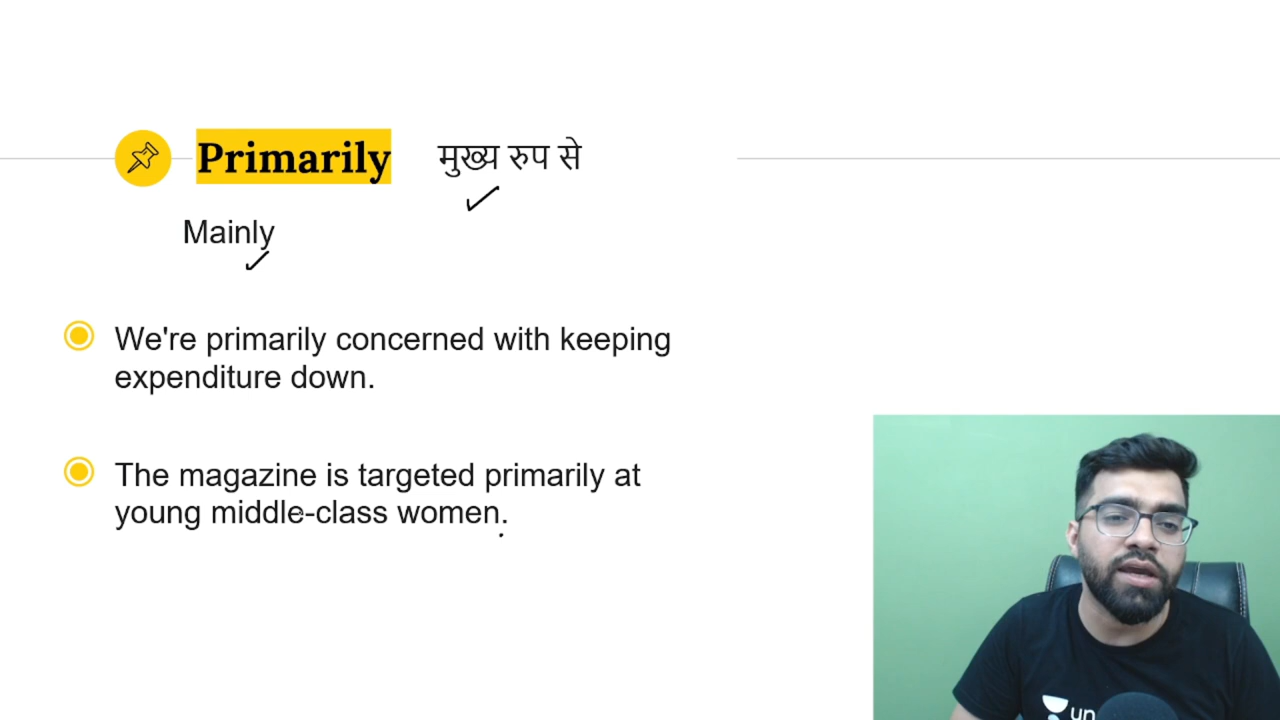 Primarily मुख्य रुप से
Mainly
We're primarily concerned with keeping
expenditure down.
The magazine is targeted primarily at
young middle-class women.
un